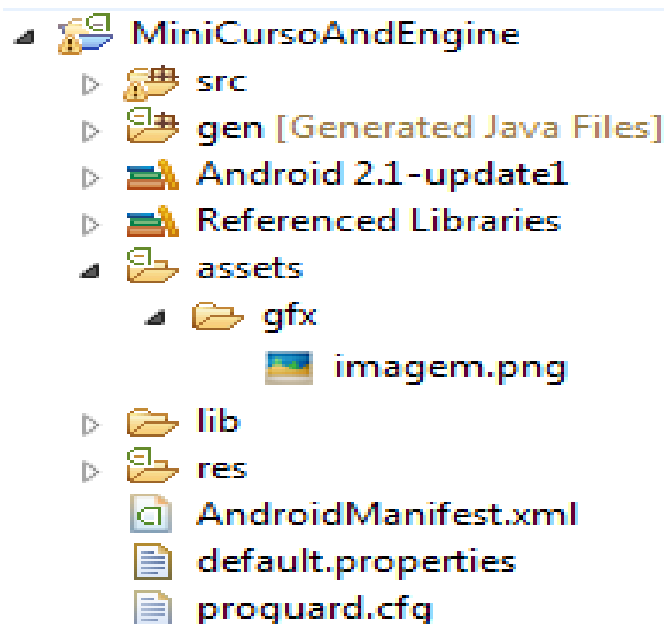 MiniCursoAndEngine
src
gen [Generated Java Files]
Android 2.1-update1
Referenced Libraries
assets
gfx
imagem.png
lib
res
AndroidManifest.xml
default.properties
proguard.cfg